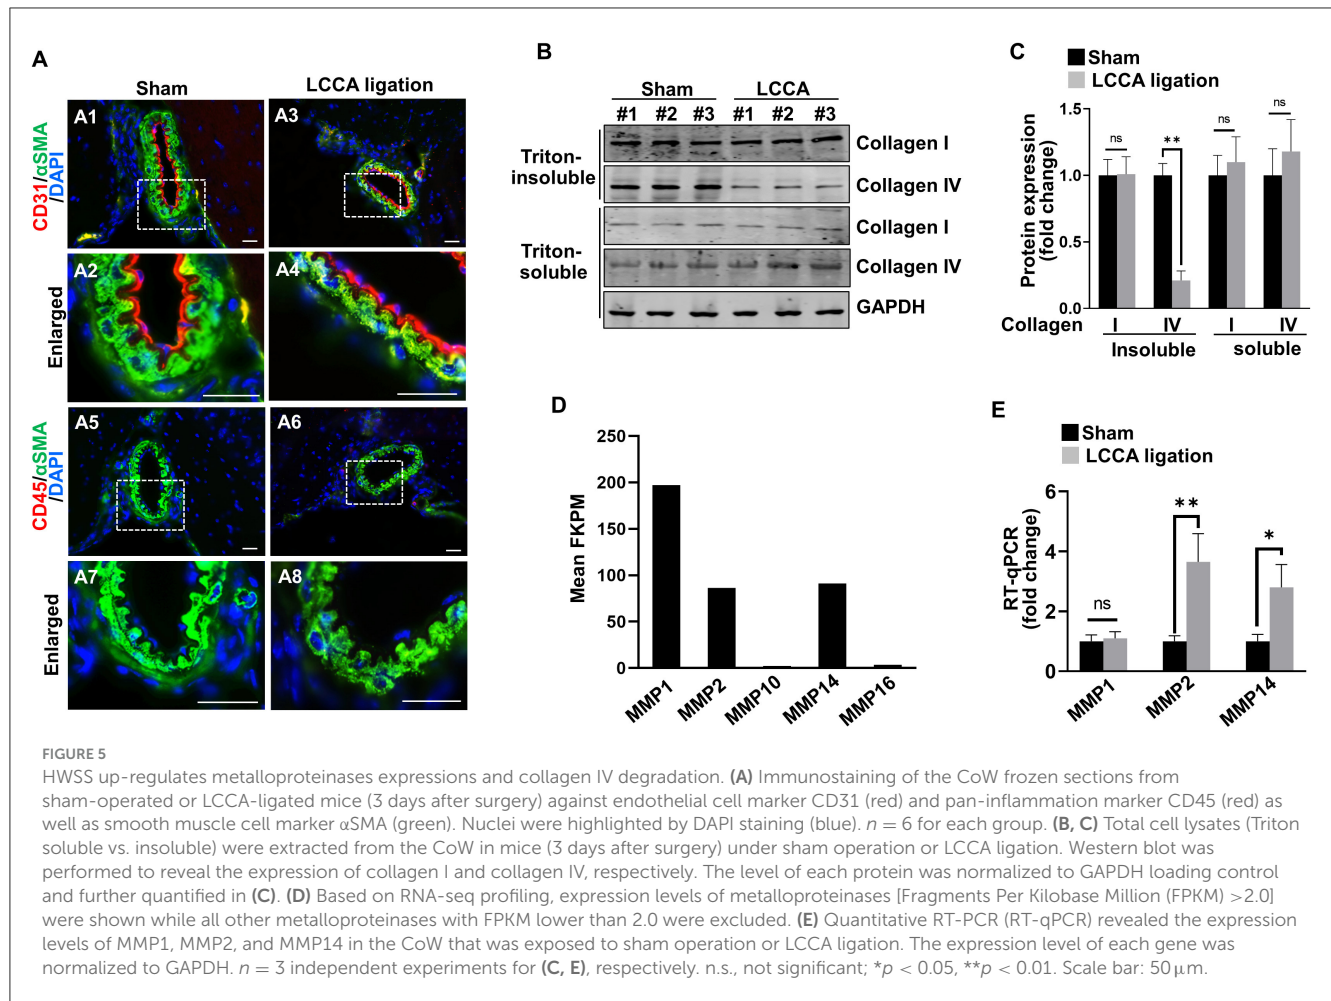 A
Sham
LCCA ligation
CD31/αSMA
/DAPI
A1
A3
Enlarged
A2
A4
CD45/αSMA
/DAPI
A5
A6
Enlarged
A7
A8
B
Sham
LCCA
#1 #2 #3 #1 #2 #3
Triton-
insoluble
Collagen I
Collagen IV
Triton-
soluble
Collagen I
Collagen IV
GAPDH
C
Sham
LCCA ligation
Protein expression
(fold change)
1.5
1.0
0.5
0.0
ns
**
ns
ns
Collagen I IV I IV
Insoluble soluble
D
Mean FKPM
250
200
150
100
50
0
MMP1
MMP2
MMP10
MMP14
MMP16
E
Sham
LCCA ligation
RT-qPCR
(fold change)
6
4
2
0
ns
**
*
MMP1
MMP2
MMP14
FIGURE 5
HWSS up-regulates metalloproteinases expressions and collagen IV degradation. (A) Immunostaining of the CoW frozen sections from
sham-operated or LCCA-ligated mice (3 days after surgery) against endothelial cell marker CD31 (red) and pan-inflammation marker CD45 (red) as
well as smooth muscle cell marker αSMA (green). Nuclei were highlighted by DAPI staining (blue). n = 6 for each group. (B, C) Total cell lysates (Triton
soluble vs. insoluble) were extracted from the CoW in mice (3 days after surgery) under sham operation or LCCA ligation. Western blot was
performed to reveal the expression of collagen I and collagen IV, respectively. The level of each protein was normalized to GAPDH loading control
and further quantified in (C). (D) Based on RNA-seq profiling, expression levels of metalloproteinases [Fragments Per Kilobase Million (FPKM) >2.0]
were shown while all other metalloproteinases with FPKM lower than 2.0 were excluded. (E) Quantitative RT-PCR (RT-qPCR) revealed the expression
levels of MMP1, MMP2, and MMP14 in the CoW that was exposed to sham operation or LCCA ligation. The expression level of each gene was
normalized to GAPDH. n = 3 independent experiments for (C, E), respectively. n.s., not significant; *p < 0.05, **p < 0.01. Scale bar: 50 μm.